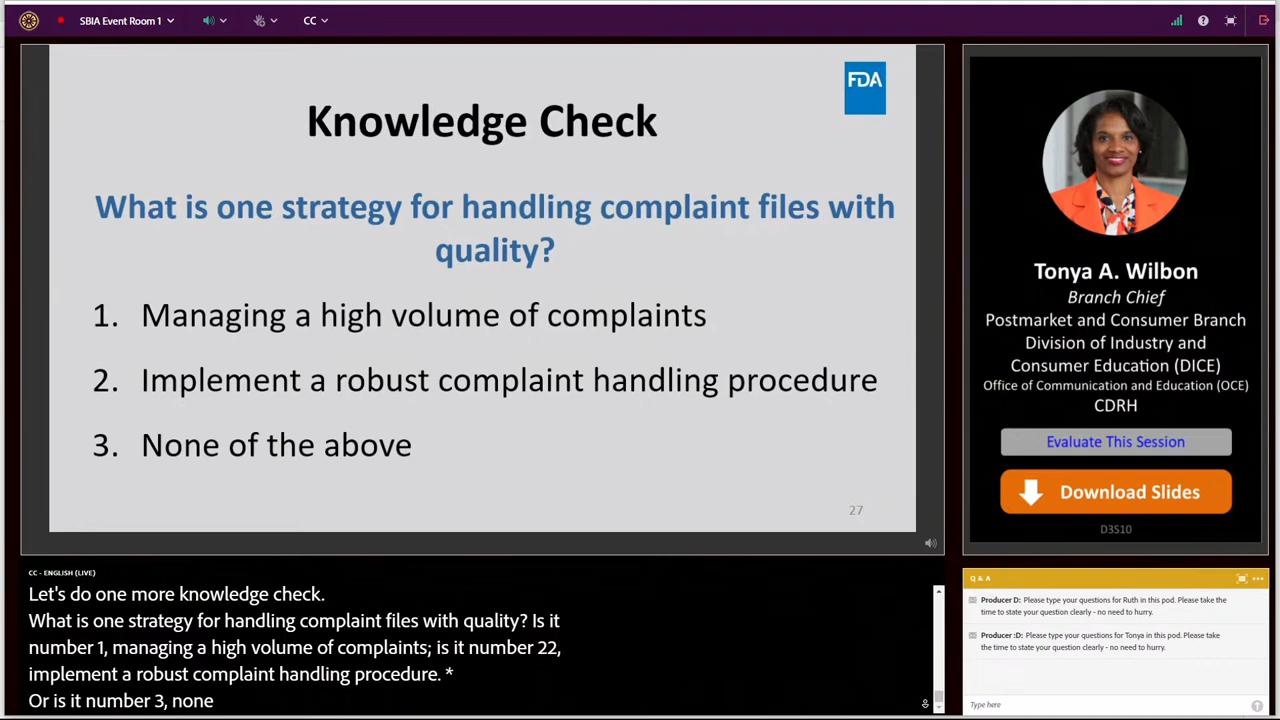 SBIA Event Room 1
CC
FDA
Knowledge Check
What is one strategy for handling complaint files with
quality?
1. Managing a high volume of complaints
2. Implement a robust complaint handling procedure
3. None of the above
27
Tonya A. Wilbon
Branch Chief
Postmarket and Consumer Branch
Division of Industry and
Consumer Education (DICE)
Office of Communication and Education (OCE)
CDRH
Evaluate This Session
Download Slides
D3S10
CC - ENGLISH (LIVE)
Let's do one more knowledge check.
What is one strategy for handling complaint files with quality? Is it
number 1, managing a high volume of complaints; is it number 22,
implement a robust complaint handling procedure. *
Or is it number 3, none
Q & A
Producer D: Please type your questions for Ruth in this pod. Please take the
time to state your question clearly - no need to hurry.
Producer :D: Please type your questions for Tonya in this pod. Please take
the time to state your question clearly - no need to hurry.
Type here